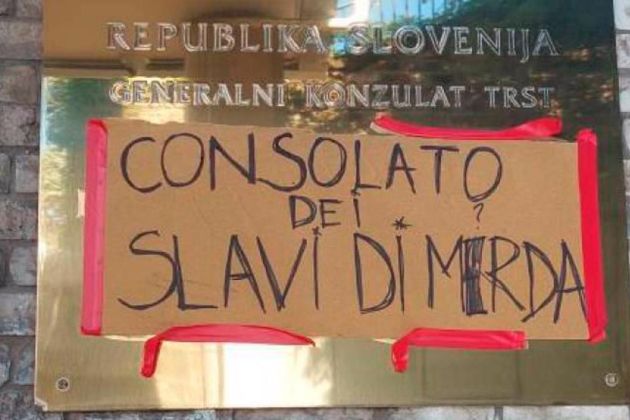 REPUBLIKA SLOVENIJA
GENERALNI KONZULAT TRST
CONSOLATO
DEI ?
SLAVI DI MERDA